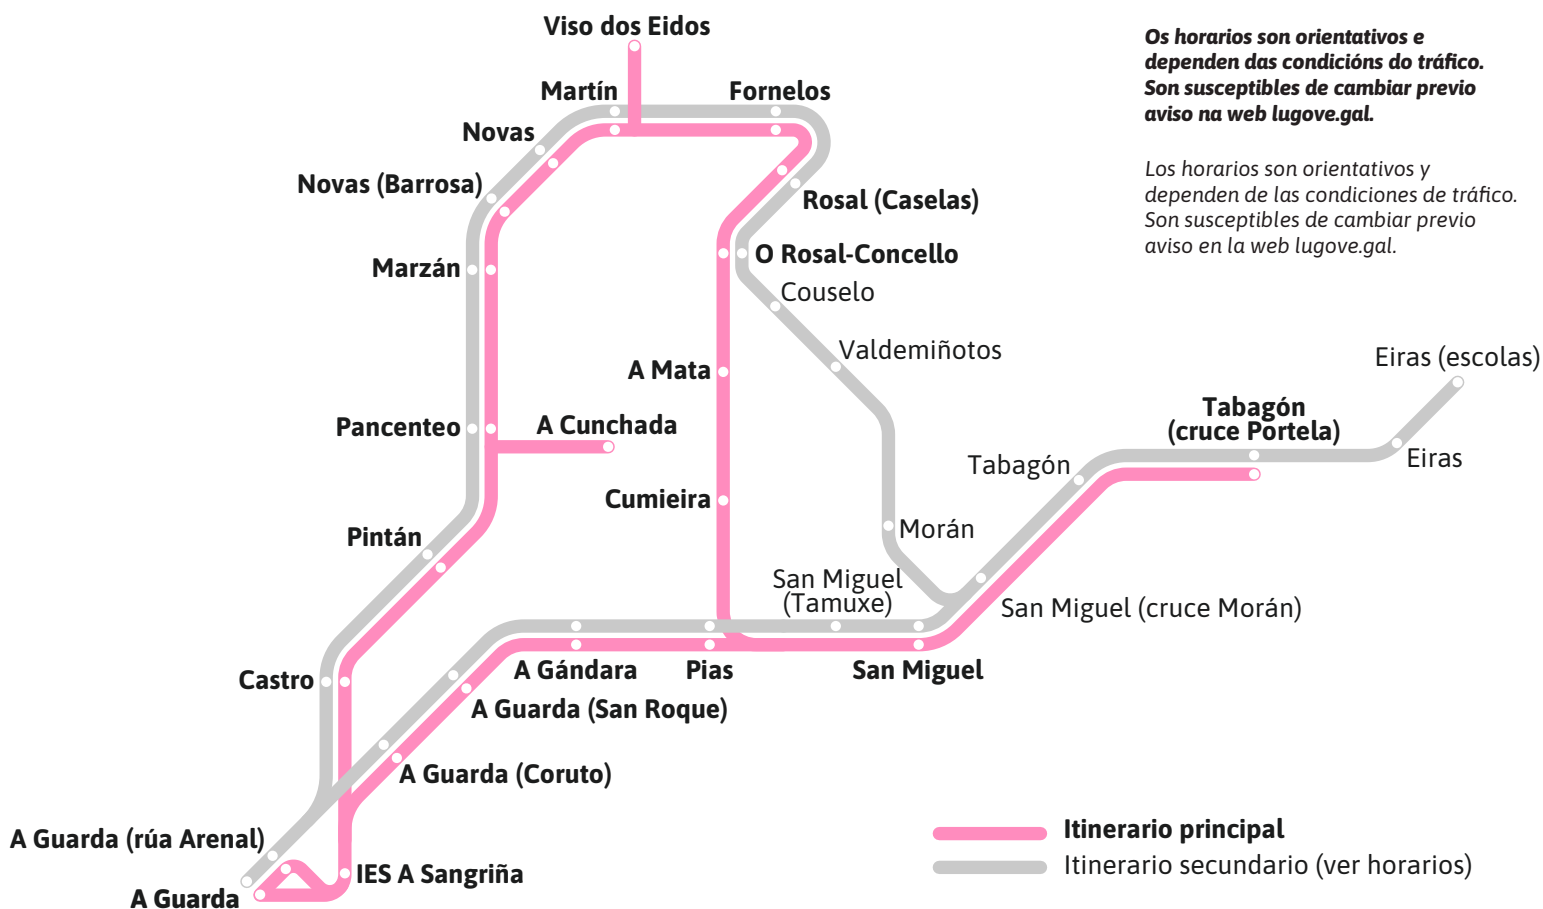 Viso dos Eidos
Martín
Fornelos
Novas
Novas (Barrosa)
Rosal (Caselas)
Marzán
O Rosal-Concello
Couselo
Valdemiñotos
A Mata
Eiras (escolas)
Pancenteo
A Cunchada
Tabagón
(cruce Portela)
Tabagón
Eiras
Cumieira
Morán
Pintán
San Miguel
(Tamuxe)
San Miguel (cruce Morán)
Castro
A Gándara
Pias
San Miguel
A Guarda (San Roque)
A Guarda (Coruto)
A Guarda (rúa Arenal)
IES A Sangriña
A Guarda
Os horarios son orientativos e
dependen das condicións do tráfico.
Son susceptibles de cambiar previo
aviso na web lugove.gal.
Los horarios son orientativos y
dependen de las condiciones de tráfico.
Son susceptibles de cambiar previo
aviso en la web lugove.gal.
Itinerario principal
Itinerario secundario (ver horarios)